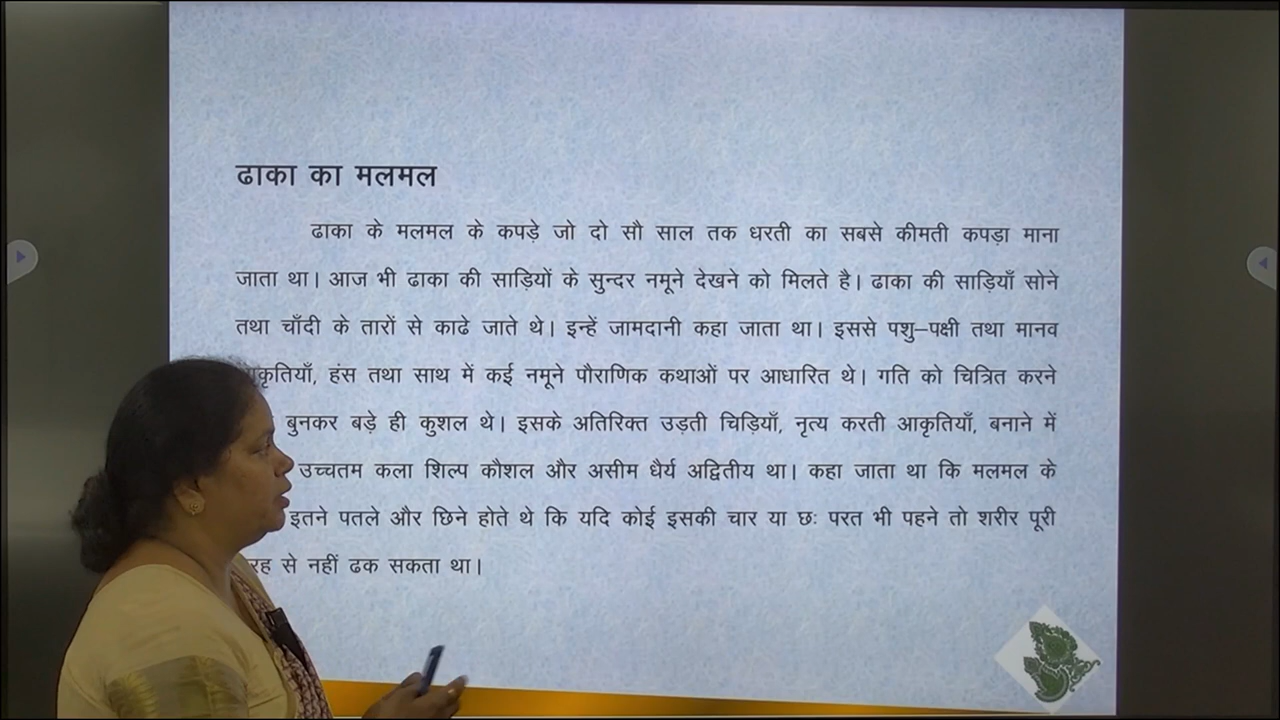 ढाका का मलमल
ढाका के मलमल के कपड़े जो दो सौ साल तक धरती का सबसे कीमती कपड़ा माना
जाता था। आज भी ढाका की साड़ियों के सुन्दर नमूने देखने को मिलते है। ढाका की साड़ियाँ सोने
तथा चाँदी के तारों से काढे जाते थे। इन्हें जामदानी कहा जाता था। इससे पशु–पक्षी तथा मानव
हंस तथा साथ में कई नमूने पौराणिक कथाओं पर आधारित थे। गति को चित्रित करने
बुनकर बड़े ही कुशल थे। इसके अतिरिक्त उड़ती चिड़ियाँ, नृत्य करती आकृतियाँ, बनाने में
उच्चतम कला शिल्प कौशल और असीम धैर्य अद्वितीय था। कहा जाता था कि मलमल के
इतने पतले और छिने होते थे कि यदि कोई इसकी चार या छः परत भी पहने तो शरीर पूरी
से नहीं ढक सकता था।